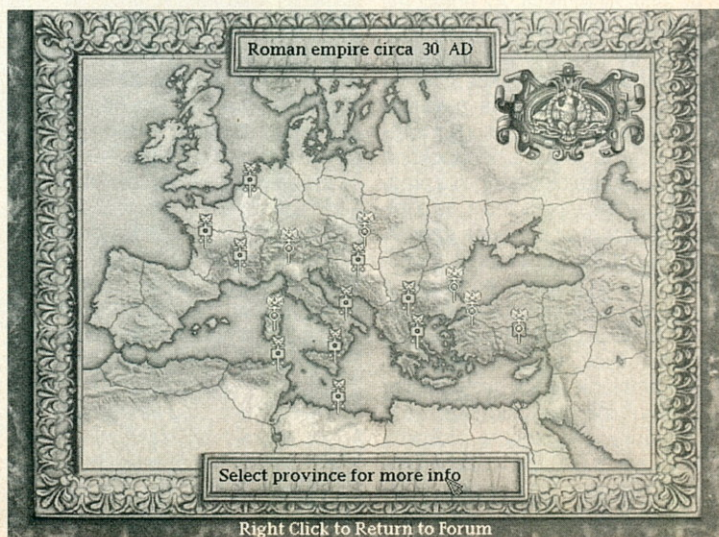 Roman empire circa 30 AD
Select province for more info
Right Click to Return to Forum